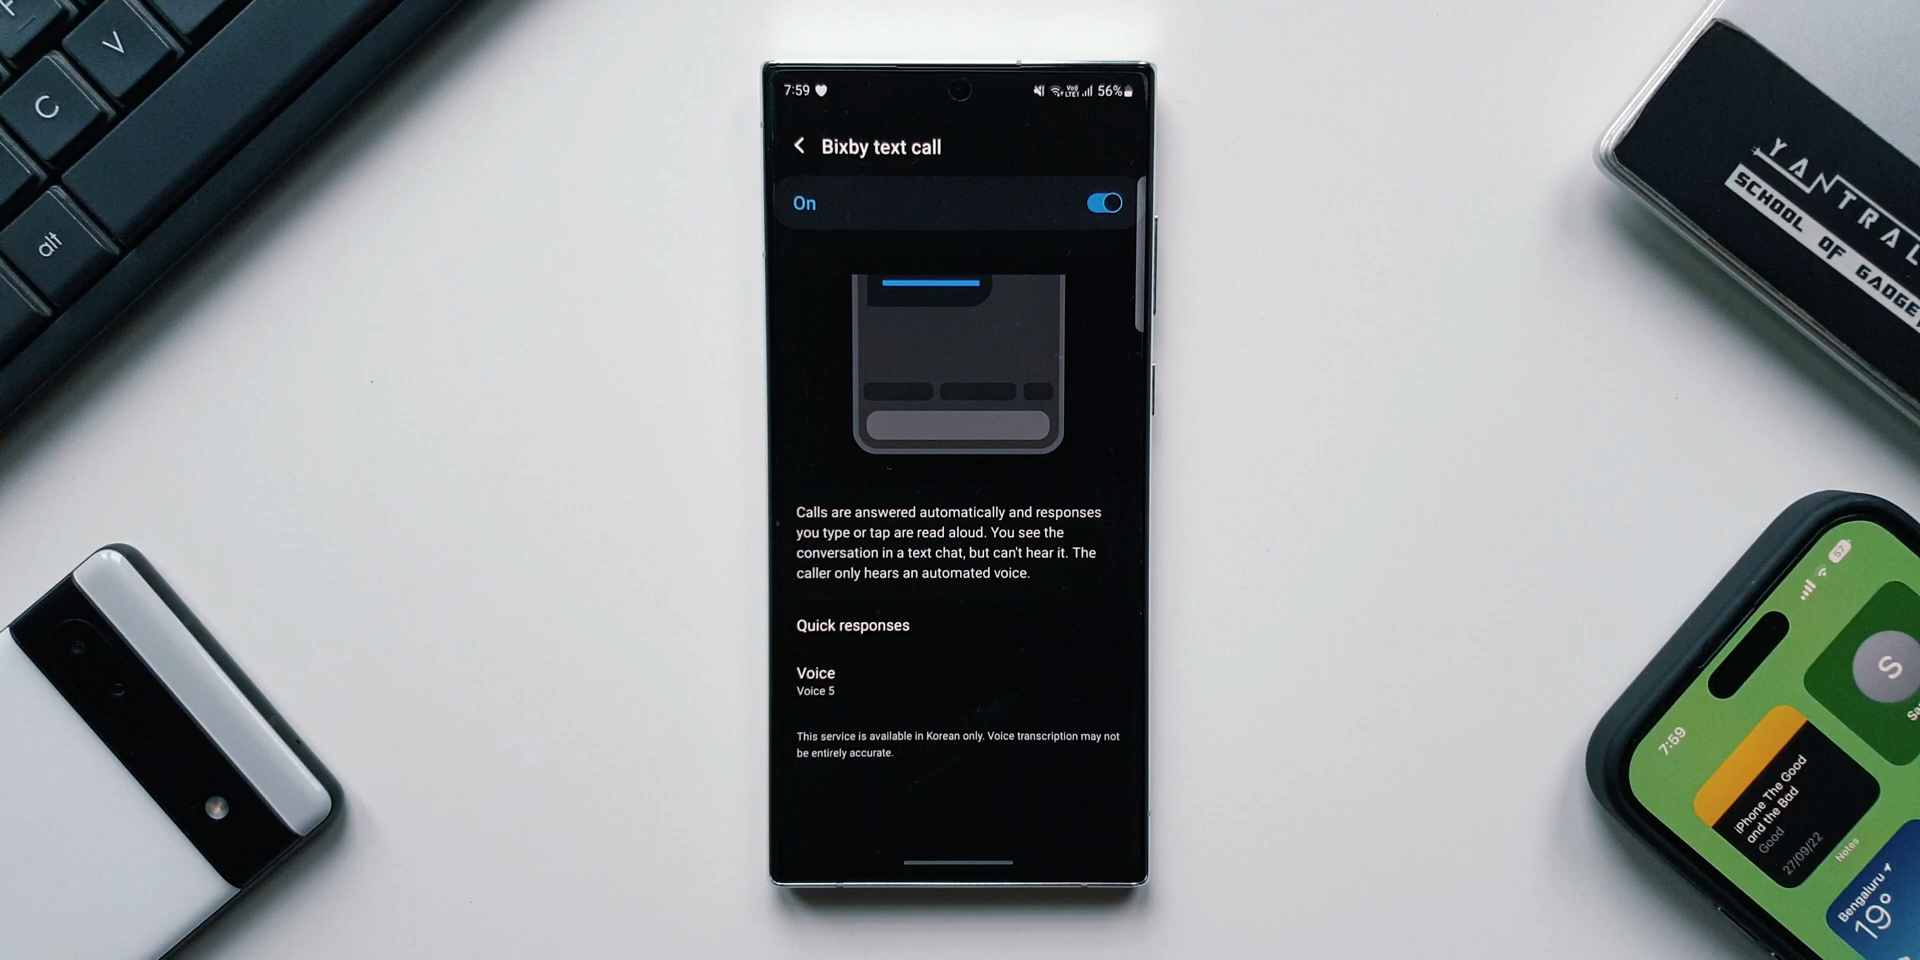 V
C
alt
7:59
56%
Bixby text call
On
Calls are answered automatically and responses
you type or tap are read aloud. You see the
conversation in a text chat, but can't hear it. The
caller only hears an automated voice.
Quick responses
Voice
Voice 5
This service is available in Korean only. Voice transcription may not
be entirely accurate.
YANTRAL
SCHOOL OF GADGE
57
7:59
S
iPhone The Good
and the Bad
Good
27/09/22
Notes
Bengaluru
19°